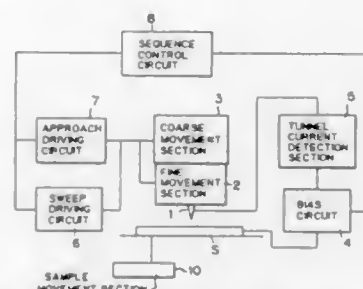 8
SEQUENCE
CONTROL
CIRCUIT
7
APPROACH
DRIVING
CIRCUIT
3
COARSE
MOVEMENT
SECTION
5
TUNNEL
CURRENT
DETECTION
SECTION
FINE
MOVEMENT
SECTION
2
1
SWEEP
DRIVING
CIRCUIT
6
BIAS
CIRCUIT
4
S
10
SAMPLE
MOVEMENT SECTION